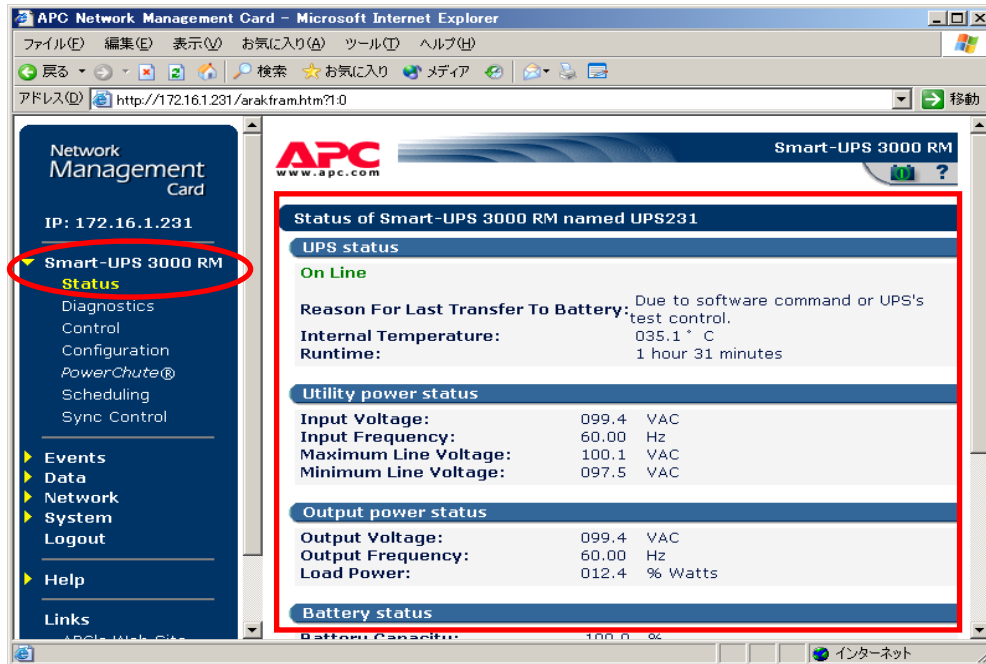 APC Network Management Card - Microsoft Internet Explorer
ファイル(F) 編集(E) 表示(V) お気に入り(A) ツール(T) ヘルプ(H)
戻る 検索 お気に入り メディア
アドレス(D) http://172.16.1.231/arakfram.htm?1:0 移動
Network
Management
Card
IP: 172.16.1.231
Smart-UPS 3000 RM
Status
Diagnostics
Control
Configuration
PowerChute®
Scheduling
Sync Control
Events
Data
Network
System
Logout
Help
Links
APC's Web Site
APC
www.apc.com
Smart-UPS 3000 RM
?
Status of Smart-UPS 3000 RM named UPS231
UPS status
On Line
Reason For Last Transfer To Battery: Due to software command or UPS's
test control.
Internal Temperature: 035.1 ° C
Runtime: 1 hour 31 minutes
Utility power status
Input Voltage: 099.4 VAC
Input Frequency: 60.00 Hz
Maximum Line Voltage: 100.1 VAC
Minimum Line Voltage: 097.5 VAC
Output power status
Output Voltage: 099.4 VAC
Output Frequency: 60.00 Hz
Load Power: 012.4 % Watts
Battery status
Battery Capacity: 100.0 %
インターネット